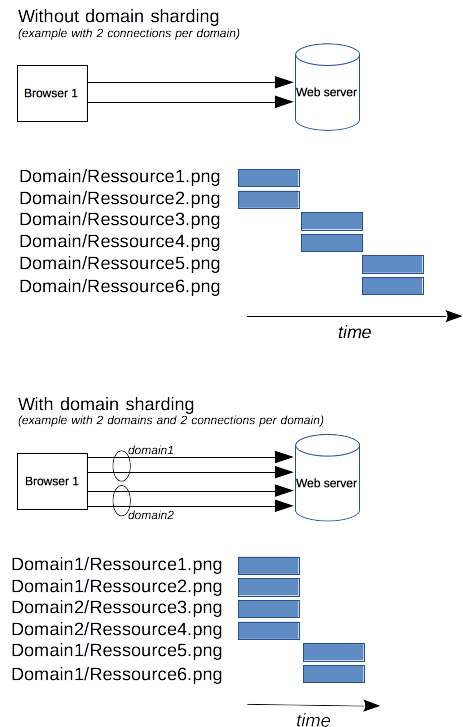 Without domain sharding
(example with 2 connections per domain)
Browser 1
Web server
Domain/Ressource1.png
Domain/Ressource2.png
Domain/Ressource3.png
Domain/Ressource4.png
Domain/Ressource5.png
Domain/Ressource6.png
time
With domain sharding
(example with 2 domains and 2 connections per domain)
domain1
Browser 1
Web server
domain2
Domain1/Ressource1.png
Domain1/Ressource2.png
Domain2/Ressource3.png
Domain2/Ressource4.png
Domain1/Ressource5.png
Domain1/Ressource6.png
time